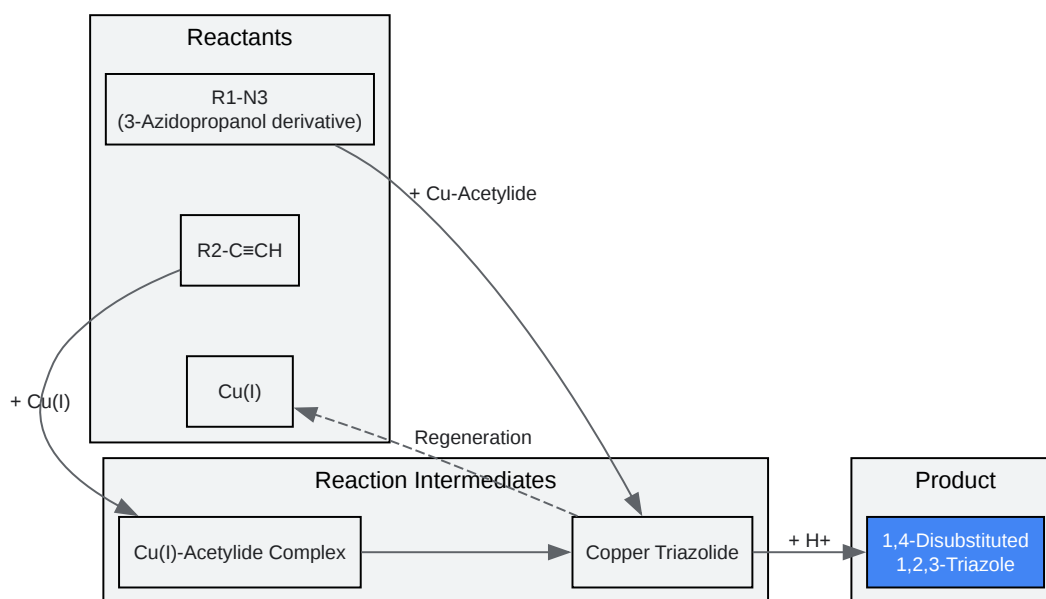 Reactants
R1-N3
(3-Azidopropanol derivative)
+ Cu-Acetylide
R2-C≡CH
Cu(I)
+ Cu(I)
Regeneration
Reaction Intermediates
Cu(I)-Acetylide Complex
Copper Triazolide
+ H+
Product
1,4-Disubstituted
1,2,3-Triazole